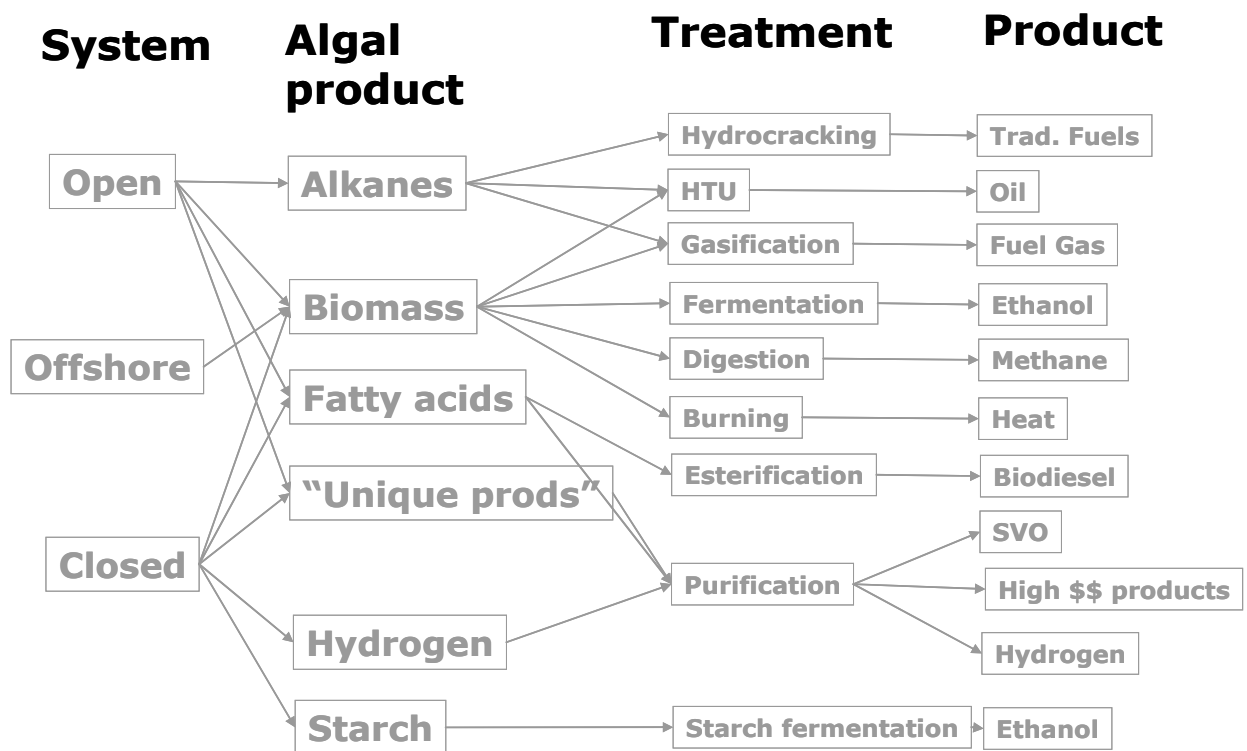 System
Algal
product
Treatment
Product
Open
Offshore
Closed
Alkanes
Biomass
Fatty acids
“Unique prods”
Hydrogen
Starch
Hydrocracking
HTU
Gasification
Fermentation
Digestion
Burning
Esterification
Purification
Starch fermentation
Trad. Fuels
Oil
Fuel Gas
Ethanol
Methane
Heat
Biodiesel
SVO
High $$ products
Hydrogen
Ethanol